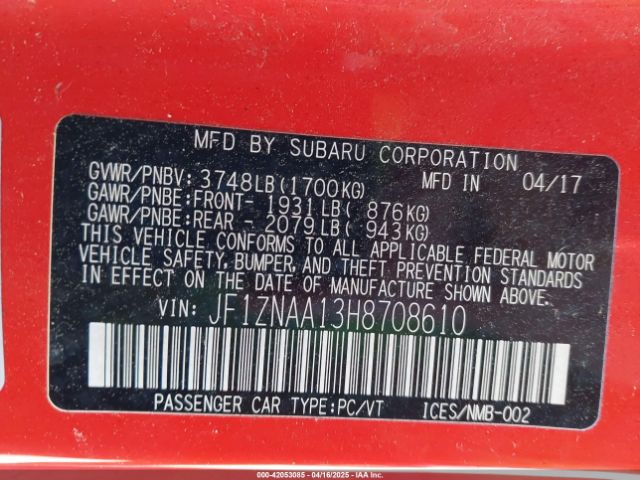 MFD BY SUBARU CORPORATION
GVWR/PNBV: 3748LB(1700KG) MFD IN 04/17
GAWR/PNBE:FRONT- 1931LB( 876KG)
GAWR/PNBE:REAR - 2079LB( 943KG)
THIS VEHICLE CONFORMS TO ALL APPLICABLE FEDERAL MOTOR
VEHICLE SAFETY, BUMPER, AND THEFT PREVENTION STANDARDS
IN EFFECT ON THE DATE OF MANUFACTURE SHOWN ABOVE.
VIN: JF1ZNAA13H8708610
PASSENGER CAR TYPE:PC/VT ICES/NMB-002
000-42053085 - 04/16/2025 - IAA Inc.